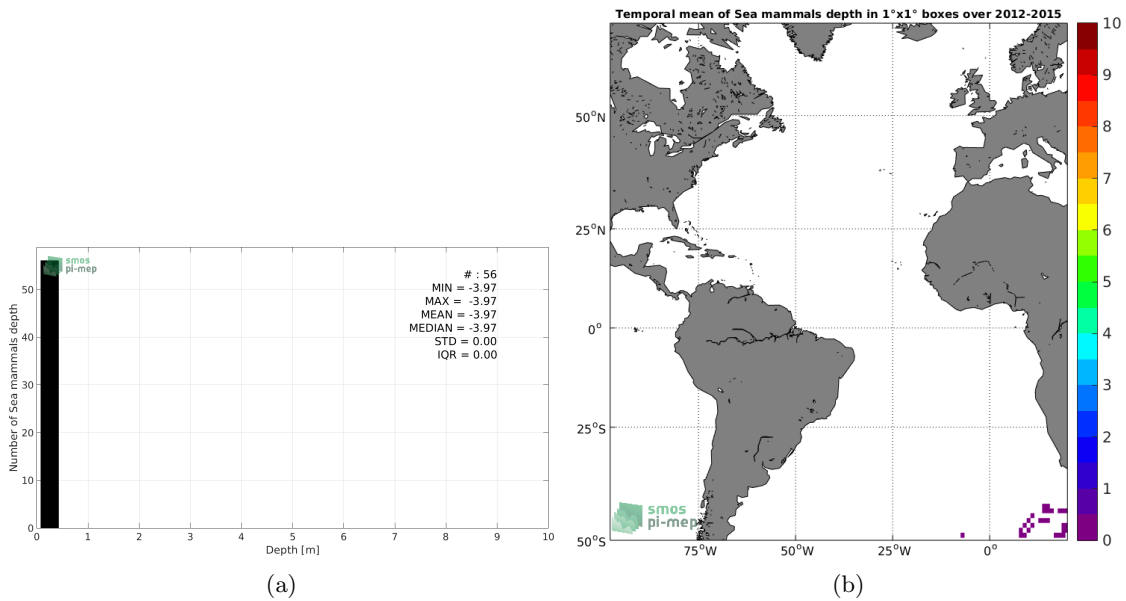 smos
pi-mep
# : 56
MIN = -3.97
MAX = -3.97
MEAN = -3.97
MEDIAN = -3.97
STD = 0.00
IQR = 0.00
Number of Sea mammals depth
50
40
30
20
10
0
0 1 2 3 4 5 6 7 8 9 10
Depth [m]
(a)
Temporal mean of Sea mammals depth in 1°x1° boxes over 2012-2015
50°N
25°N
0°
25°S
50°S
75°W 50°W 25°W 0°
smos
pi-mep
10
9
8
7
6
5
4
3
2
1
0
(b)